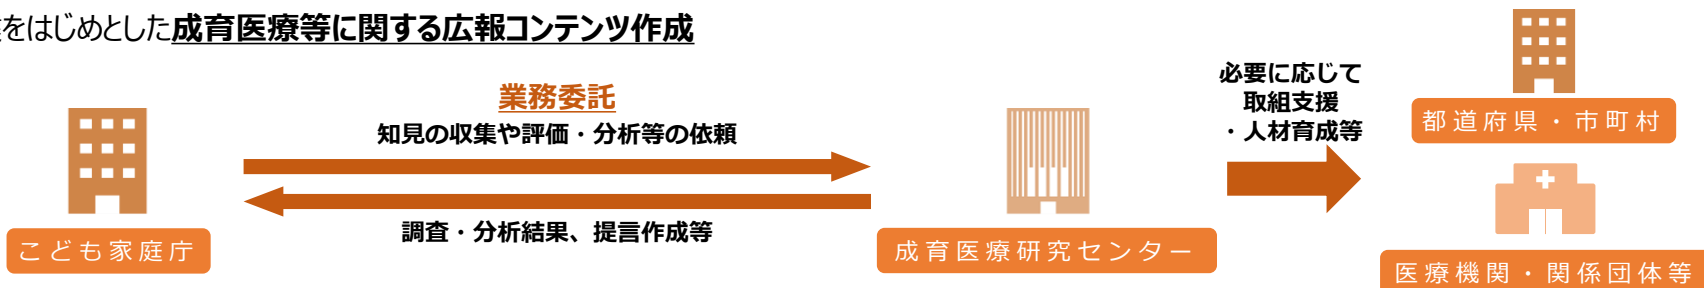 をはじめとした成育医療等に関する広報コンテンツ作成
業務委託
知見の収集や評価・分析等の依頼
調査・分析結果、提言作成等
こども家庭庁
成育医療研究センター
必要に応じて
取組支援
・人材育成等
都道府県・市町村
医療機関・関係団体等